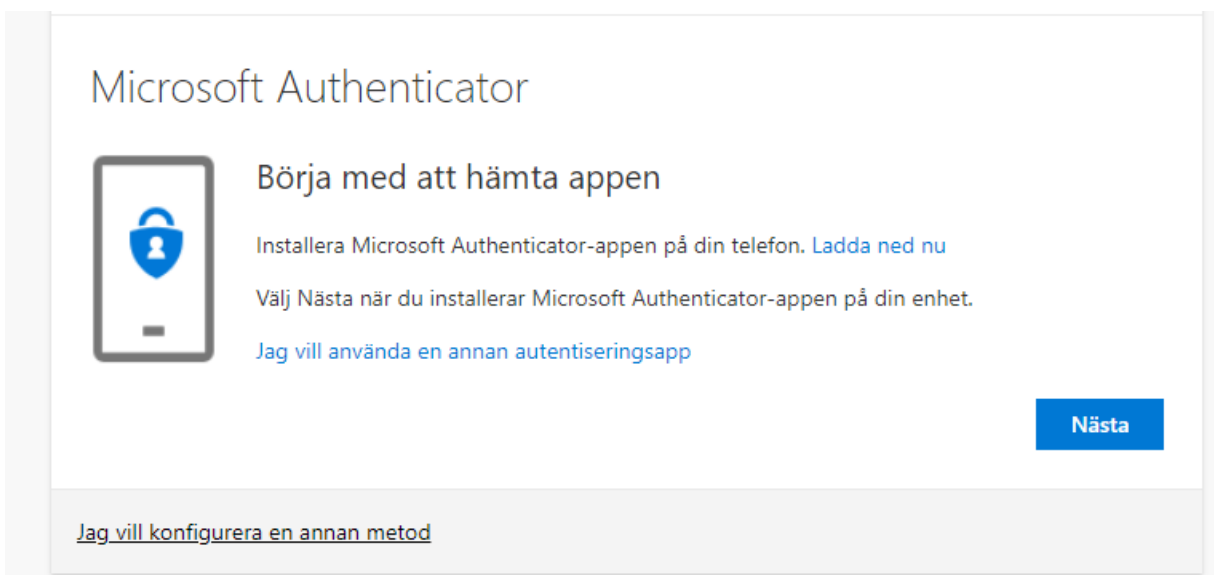 Microsoft Authenticator
Börja med att hämta appen
Installera Microsoft Authenticator-appen på din telefon. Ladda ned nu
Välj Nästa när du installerar Microsoft Authenticator-appen på din enhet.
Jag vill använda en annan autentiseringsapp
Nästa
Jag vill konfigurera en annan metod